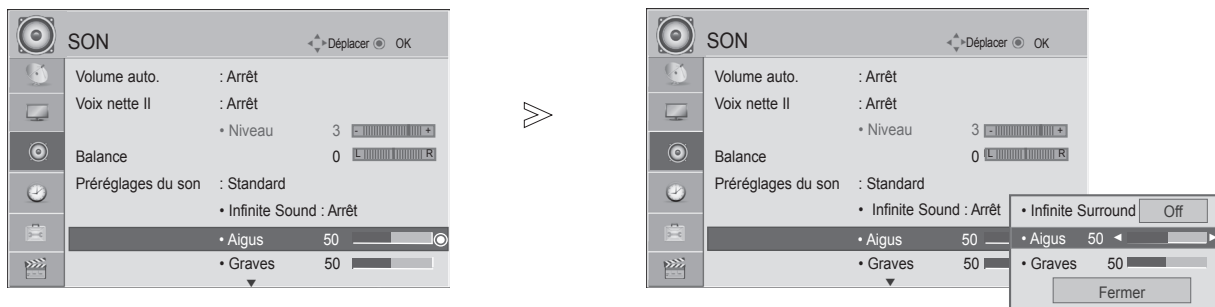 SON
Déplacer OK
Volume auto. : Arrêt
Voix nette II : Arrêt
• Niveau 3 - +
Balance 0 L R
Préréglages du son : Standard
• Infinite Sound : Arrêt
• Aigus 50
• Graves 50
SON
Déplacer OK
Volume auto. : Arrêt
Voix nette II : Arrêt
• Niveau 3 - +
Balance 0 L R
Préréglages du son : Standard
• Infinite Sound : Arrêt
• Aigus 50
• Graves 50
• Infinite Surround Off
• Aigus 50
• Graves 50
Fermer